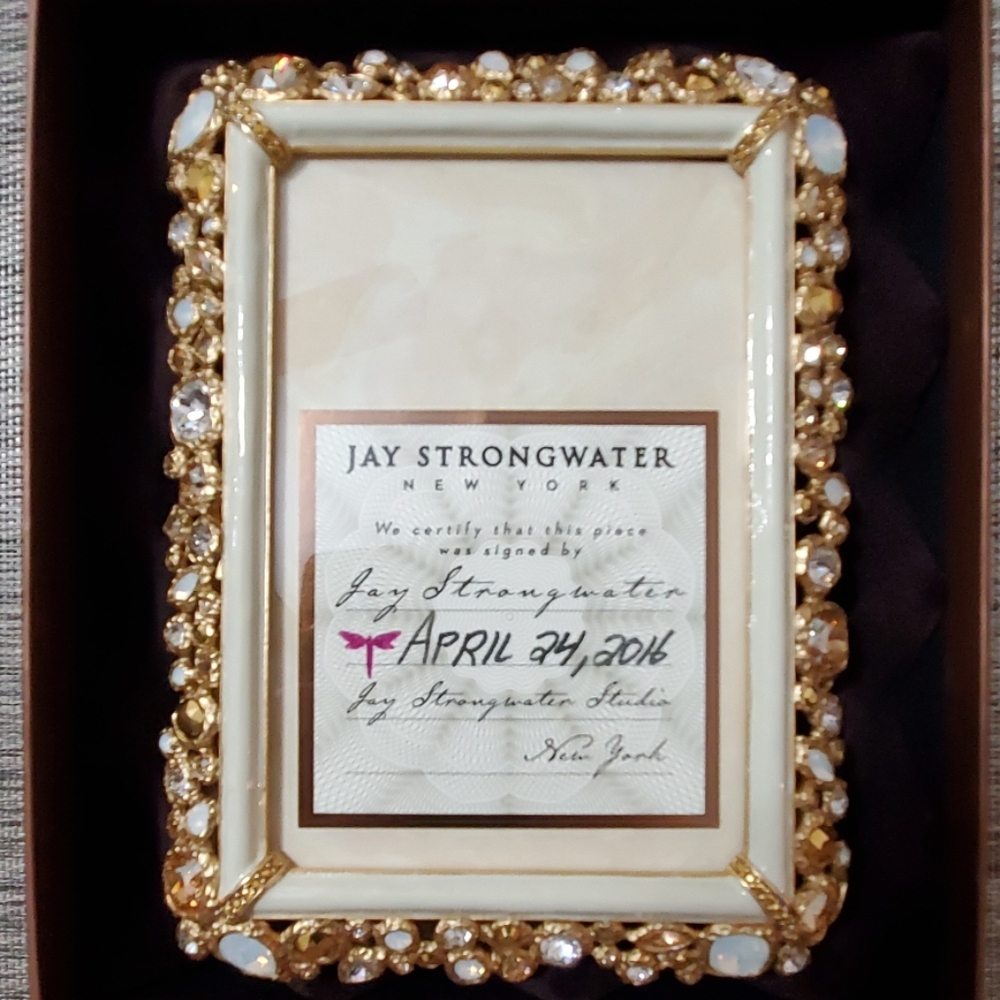 JAY STRONGWATER
NEW YORK
We certify that this piece
was signed by
Jay Strongwater
APRIL 24, 2016
Jay Strongwater Studio
New York